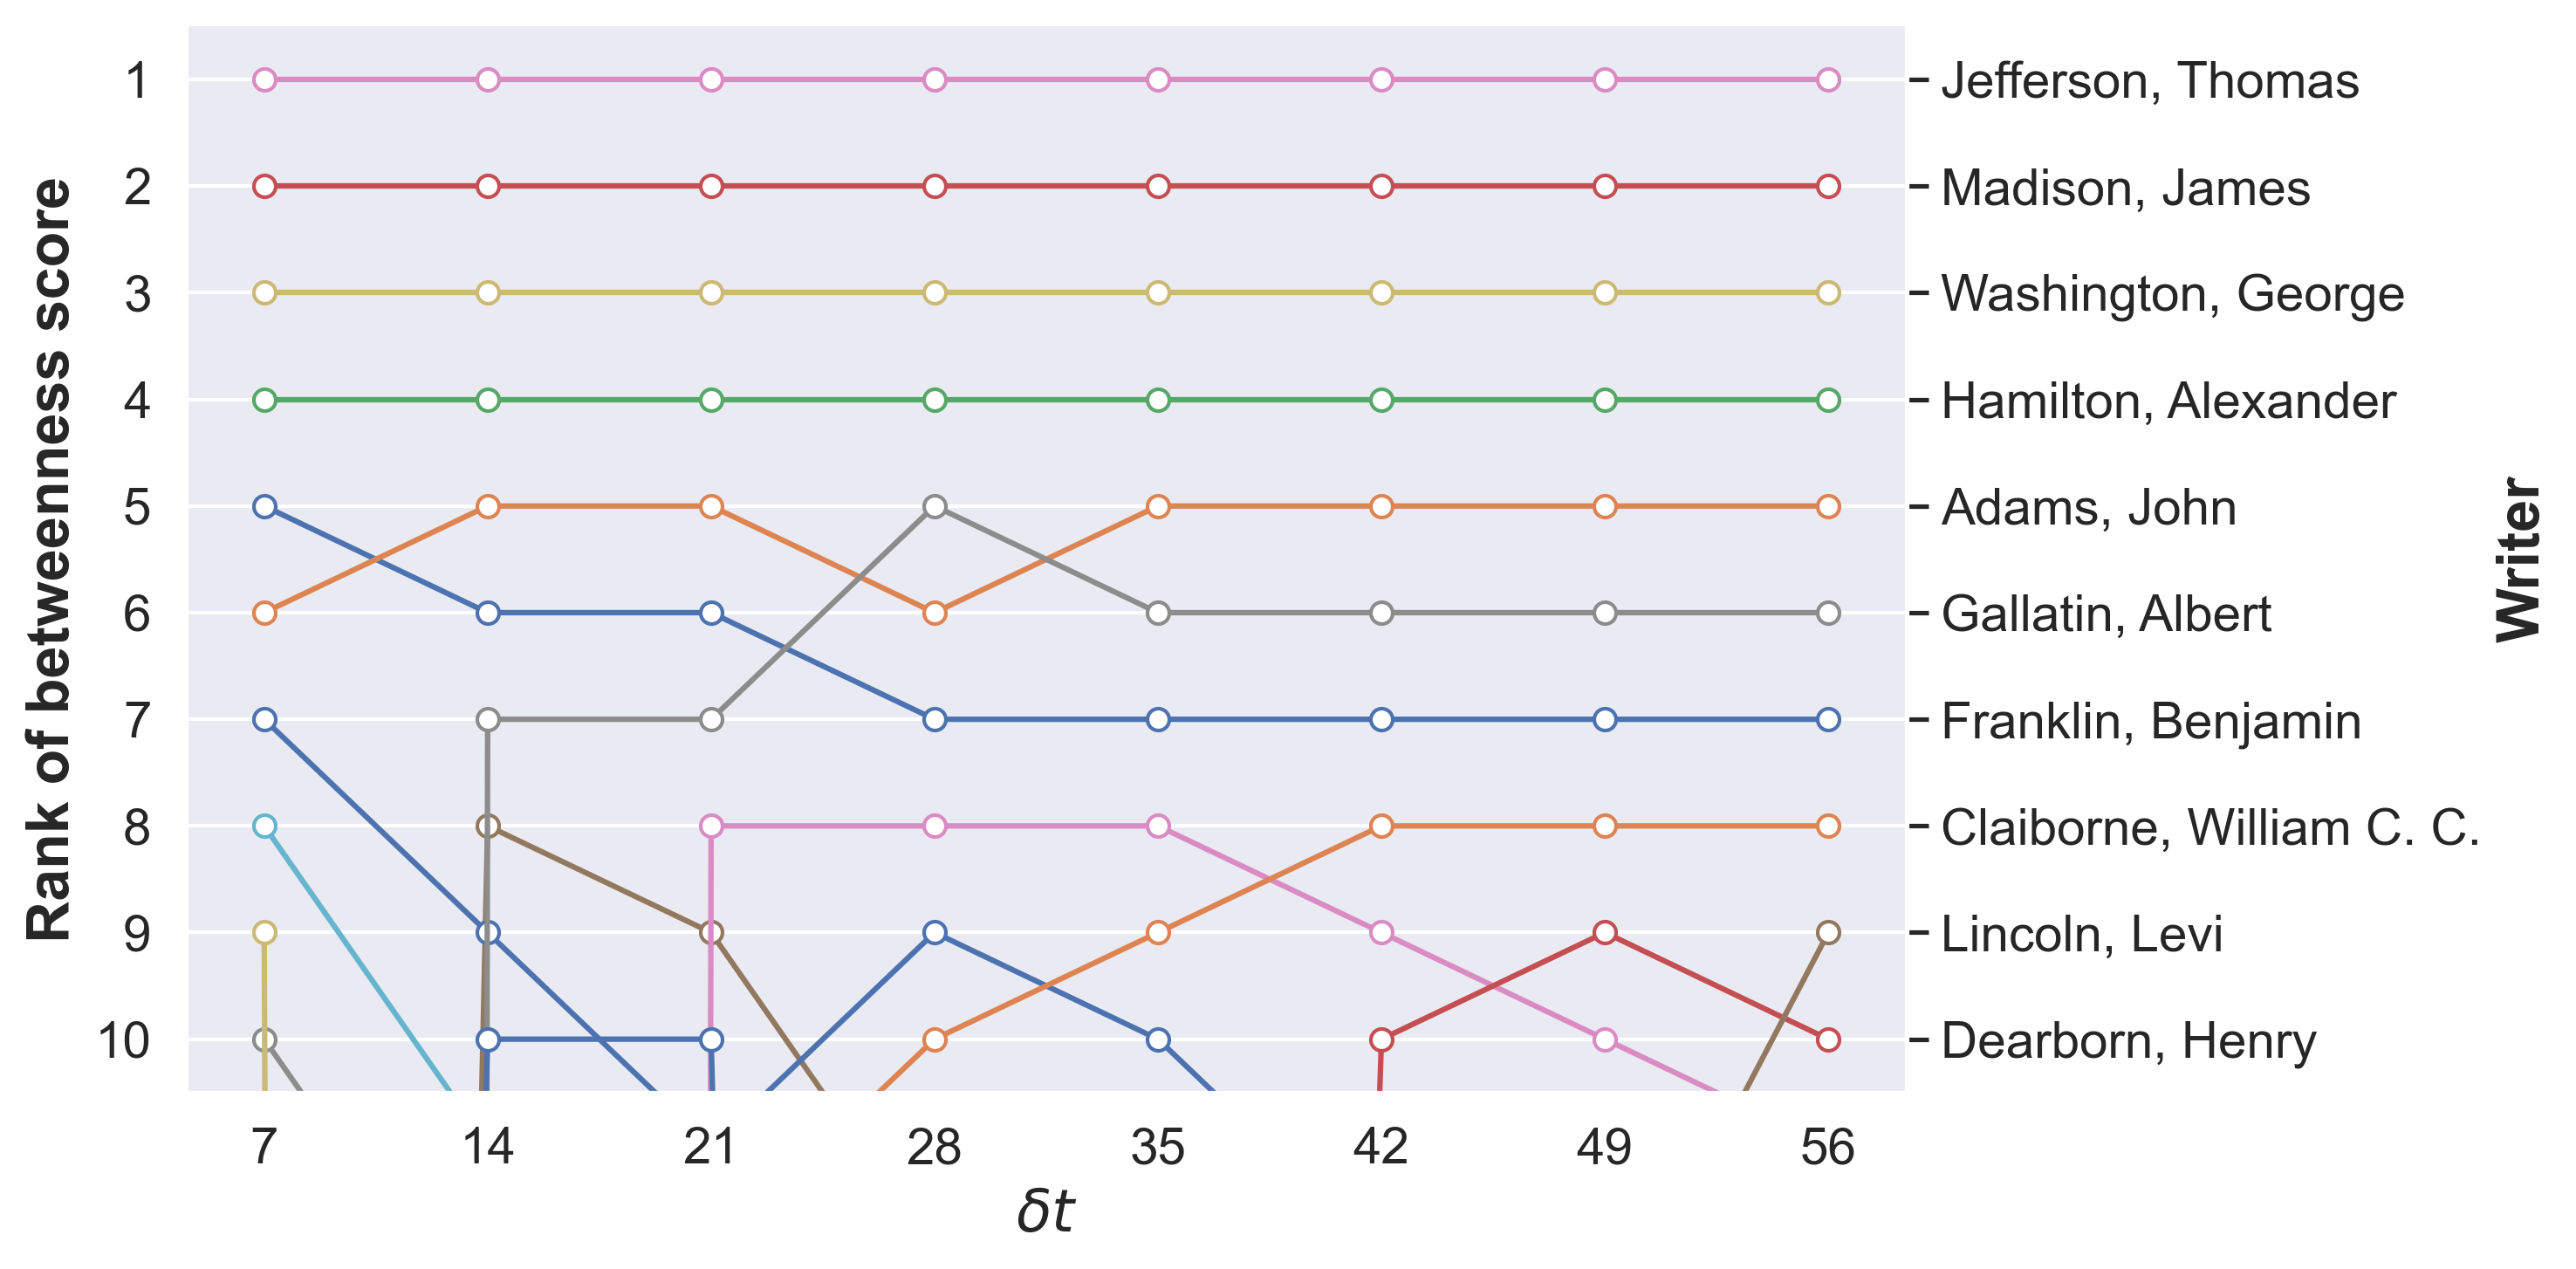 Rank of betweenness score
1
2
3
4
5
6
7
8
9
10
7 14 21 28 35 42 49 56
δt
Jefferson, Thomas
Madison, James
Washington, George
Hamilton, Alexander
Adams, John
Gallatin, Albert
Franklin, Benjamin
Claiborne, William C. C.
Lincoln, Levi
Dearborn, Henry
Writer